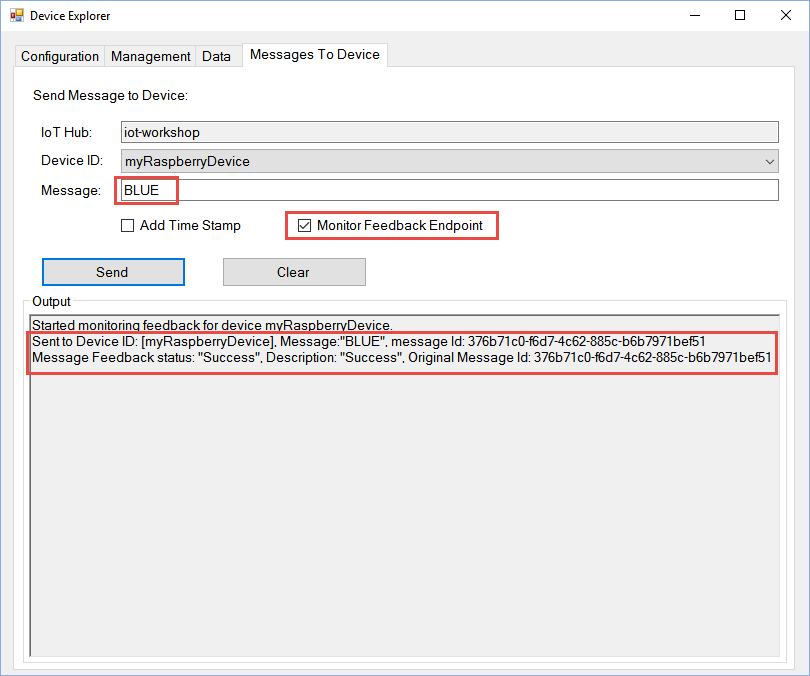 Device Explorer
Configuration Management Data Messages To Device
Send Message to Device:
IoT Hub: iot-workshop
Device ID: myRaspberryDevice
Message: BLUE
Add Time Stamp Monitor Feedback Endpoint
Send Clear
Output
Started monitoring feedback for device myRaspberryDevice.
Sent to Device ID: [myRaspberryDevice], Message:"BLUE", message Id: 376b71c0-f6d7-4c62-885c-b6b7971bef51
Message Feedback status: "Success", Description: "Success", Original Message Id: 376b71c0-f6d7-4c62-885c-b6b7971bef51